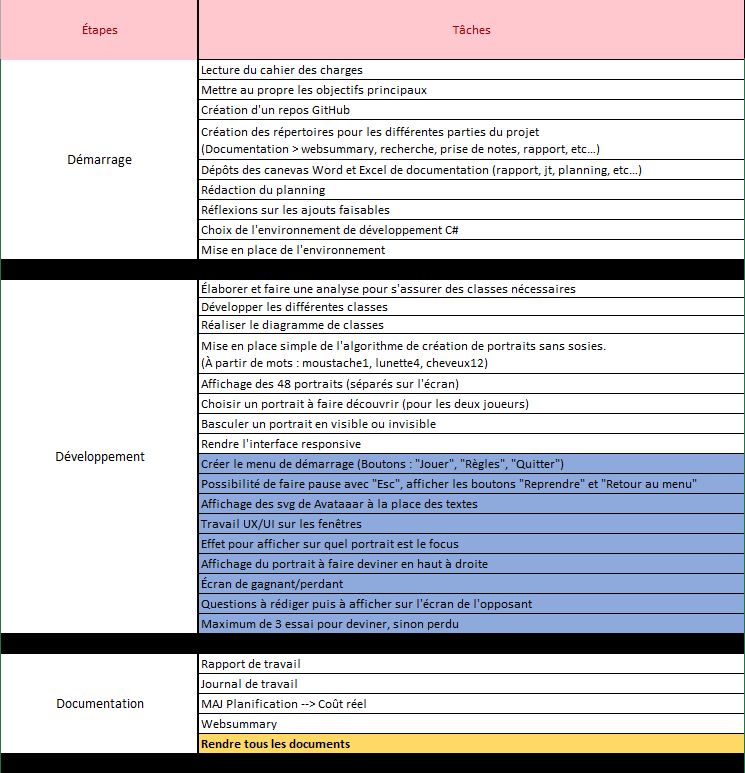 Étapes
Tâches
Démarrage
Lecture du cahier des charges
Mettre au propre les objectifs principaux
Création d'un repos GitHub
Création des répertoires pour les différentes parties du projet
(Documentation > websummary, recherche, prise de notes, rapport, etc…)
Dépôts des canevas Word et Excel de documentation (rapport, jt, planning, etc…)
Rédaction du planning
Réflexions sur les ajouts faisables
Choix de l'environnement de développement C#
Mise en place de l'environnement
Développement
Élaborer et faire une analyse pour s'assurer des classes nécessaires
Développer les différentes classes
Réaliser le diagramme de classes
Mise en place simple de l'algorithme de création de portraits sans sosies.
(À partir de mots : moustache1, lunette4, cheveux12)
Affichage des 48 portraits (séparés sur l'écran)
Choisir un portrait à faire découvrir (pour les deux joueurs)
Basculer un portrait en visible ou invisible
Rendre l'interface responsive
Créer le menu de démarrage (Boutons : "Jouer", "Règles", "Quitter")
Possibilité de faire pause avec "Esc", afficher les boutons "Reprendre" et "Retour au menu"
Affichage des svg de Avataaar à la place des textes
Travail UX/UI sur les fenêtres
Effet pour afficher sur quel portrait est le focus
Affichage du portrait à faire deviner en haut à droite
Écran de gagnant/perdant
Questions à rédiger puis à afficher sur l'écran de l'opposant
Maximum de 3 essai pour deviner, sinon perdu
Documentation
Rapport de travail
Journal de travail
MAJ Planification --> Coût réel
Websummary
Rendre tous les documents